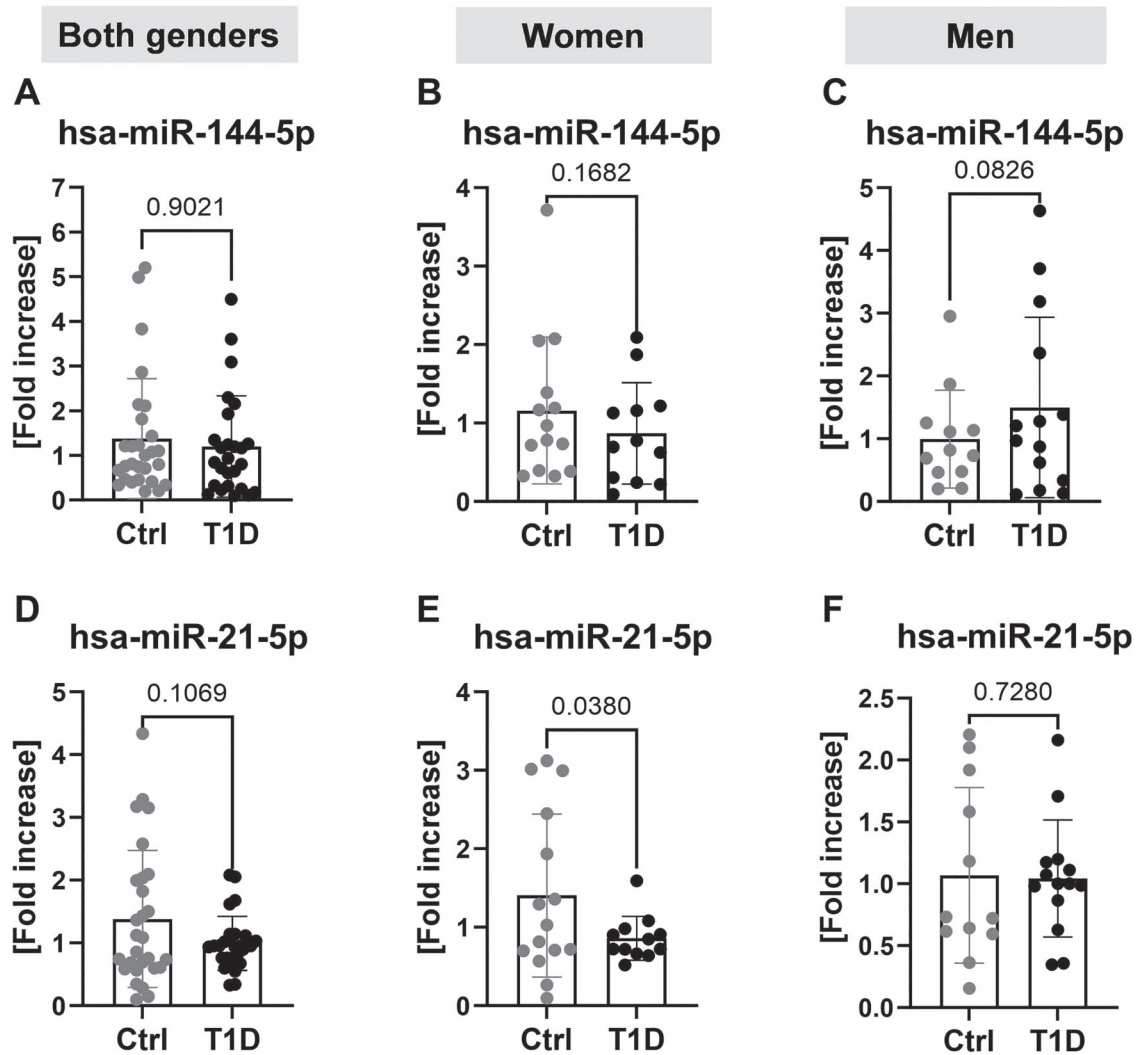 Both genders
Women
Men
A
hsa-miR-144-5p
[Fold increase]
7
6
5
4
3
2
1
0
0.9021
Ctrl
T1D
B
hsa-miR-144-5p
[Fold increase]
4
3
2
1
0
0.1682
Ctrl
T1D
C
hsa-miR-144-5p
[Fold increase]
5
4
3
2
1
0
0.0826
Ctrl
T1D
D
hsa-miR-21-5p
[Fold increase]
5
4
3
2
1
0
0.1069
Ctrl
T1D
E
hsa-miR-21-5p
[Fold increase]
4
3
2
1
0
0.0380
Ctrl
T1D
F
hsa-miR-21-5p
[Fold increase]
2.5
2.0
1.5
1.0
0.5
0.0
0.7280
Ctrl
T1D